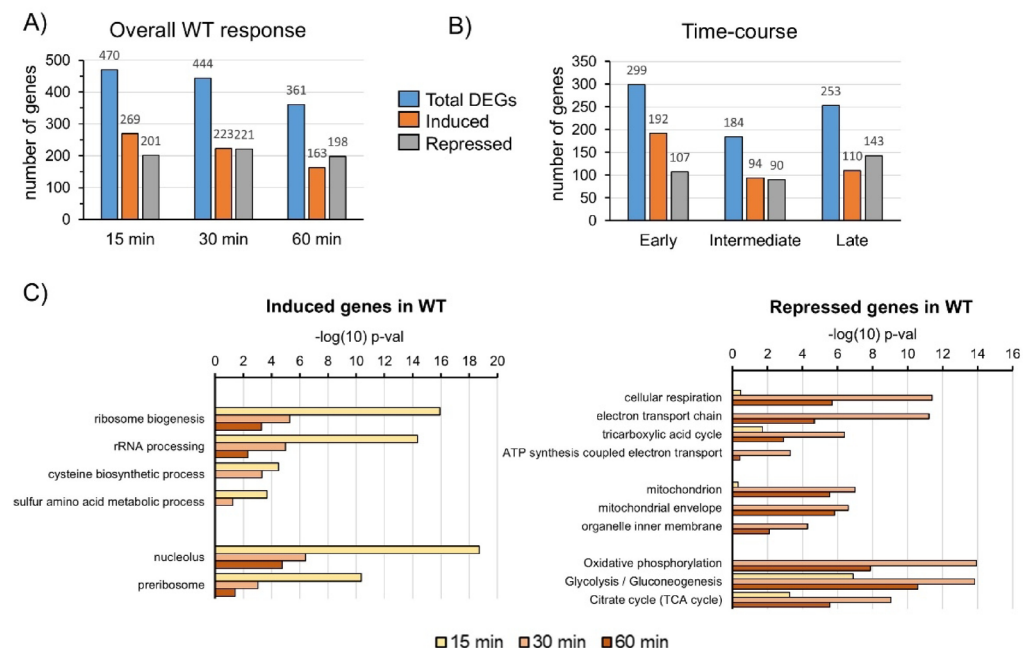 A)
Overall WT response
number of genes
500
400
300
200
100
0
470
269
201
444
223
221
361
163
198
15 min
30 min
60 min
Total DEGs
Induced
Repressed
B)
Time-course
number of genes
350
300
250
200
150
100
50
0
299
192
107
184
94
90
253
110
143
Early
Intermediate
Late
C)
Induced genes in WT
-log(10) p-val
0 2 4 6 8 10 12 14 16 18 20
ribosome biogenesis
rRNA processing
cysteine biosynthetic process
sulfur amino acid metabolic process
nucleolus
preribosome
Repressed genes in WT
-log(10) p-val
0 2 4 6 8 10 12 14 16
cellular respiration
electron transport chain
tricarboxylic acid cycle
ATP synthesis coupled electron transport
mitochondrion
mitochondrial envelope
organelle inner membrane
Oxidative phosphorylation
Glycolysis / Gluconeogenesis
Citrate cycle (TCA cycle)
15 min 30 min 60 min